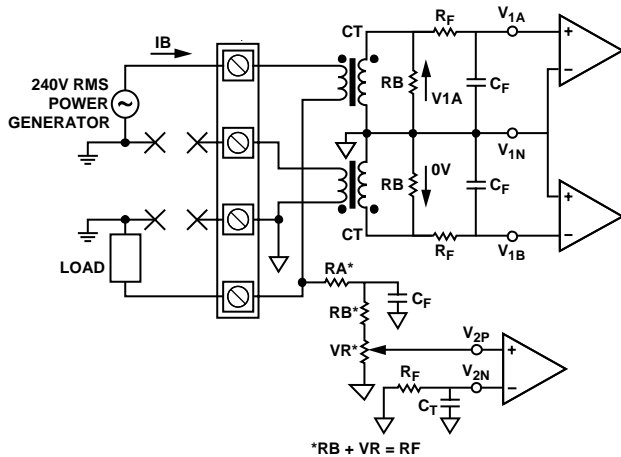 IB
240V RMS
POWER
GENERATOR
LOAD
CT
RB
V1A
RF
CF
V1A
V1N
RB
0V
CF
CT
RF
V1B
RA*
CF
RB*
VR*
V2P
RF
V2N
CT
*RB + VR = RF
+
−
+
−
+
−